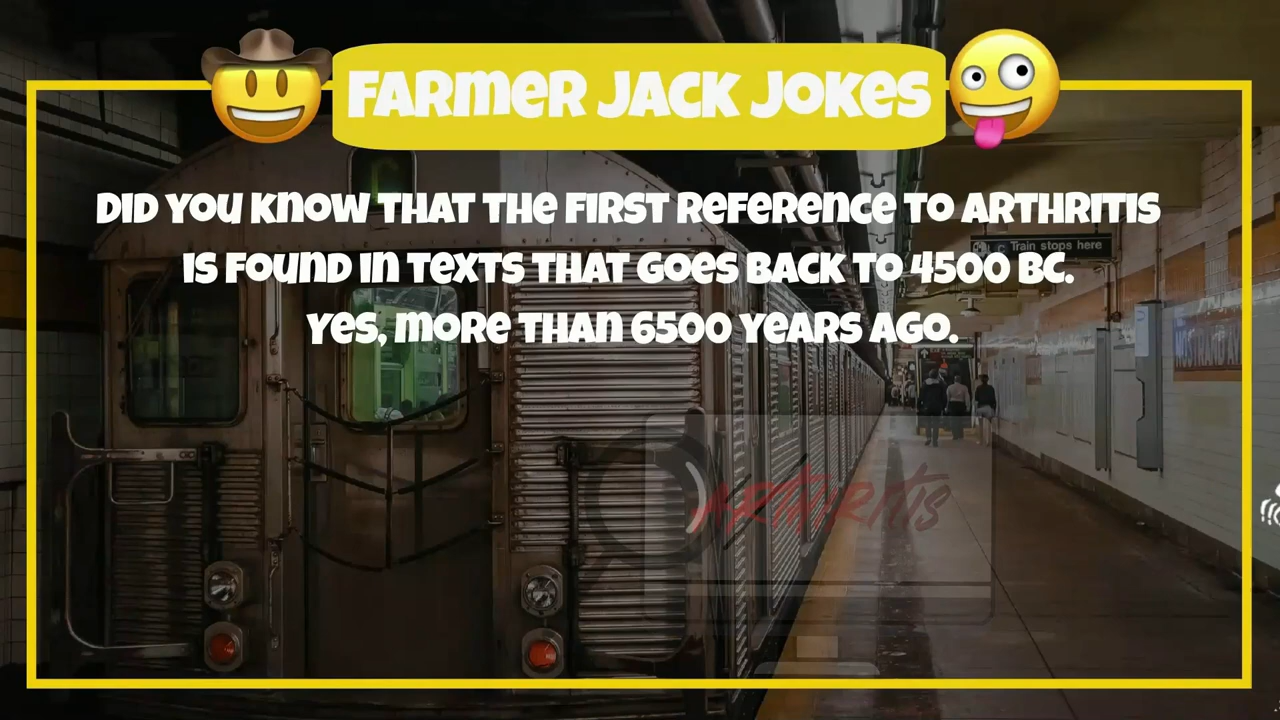 FARMER JACK JOKES
DID YOU KNOW THAT THE FIRST REFERENCE TO ARTHRITIS
IS FOUND IN TEXTS THAT GOES BACK TO 4500 BC.
YES, MORE THAN 6500 YEARS AGO.
C Train stops here
ARTHRITIS